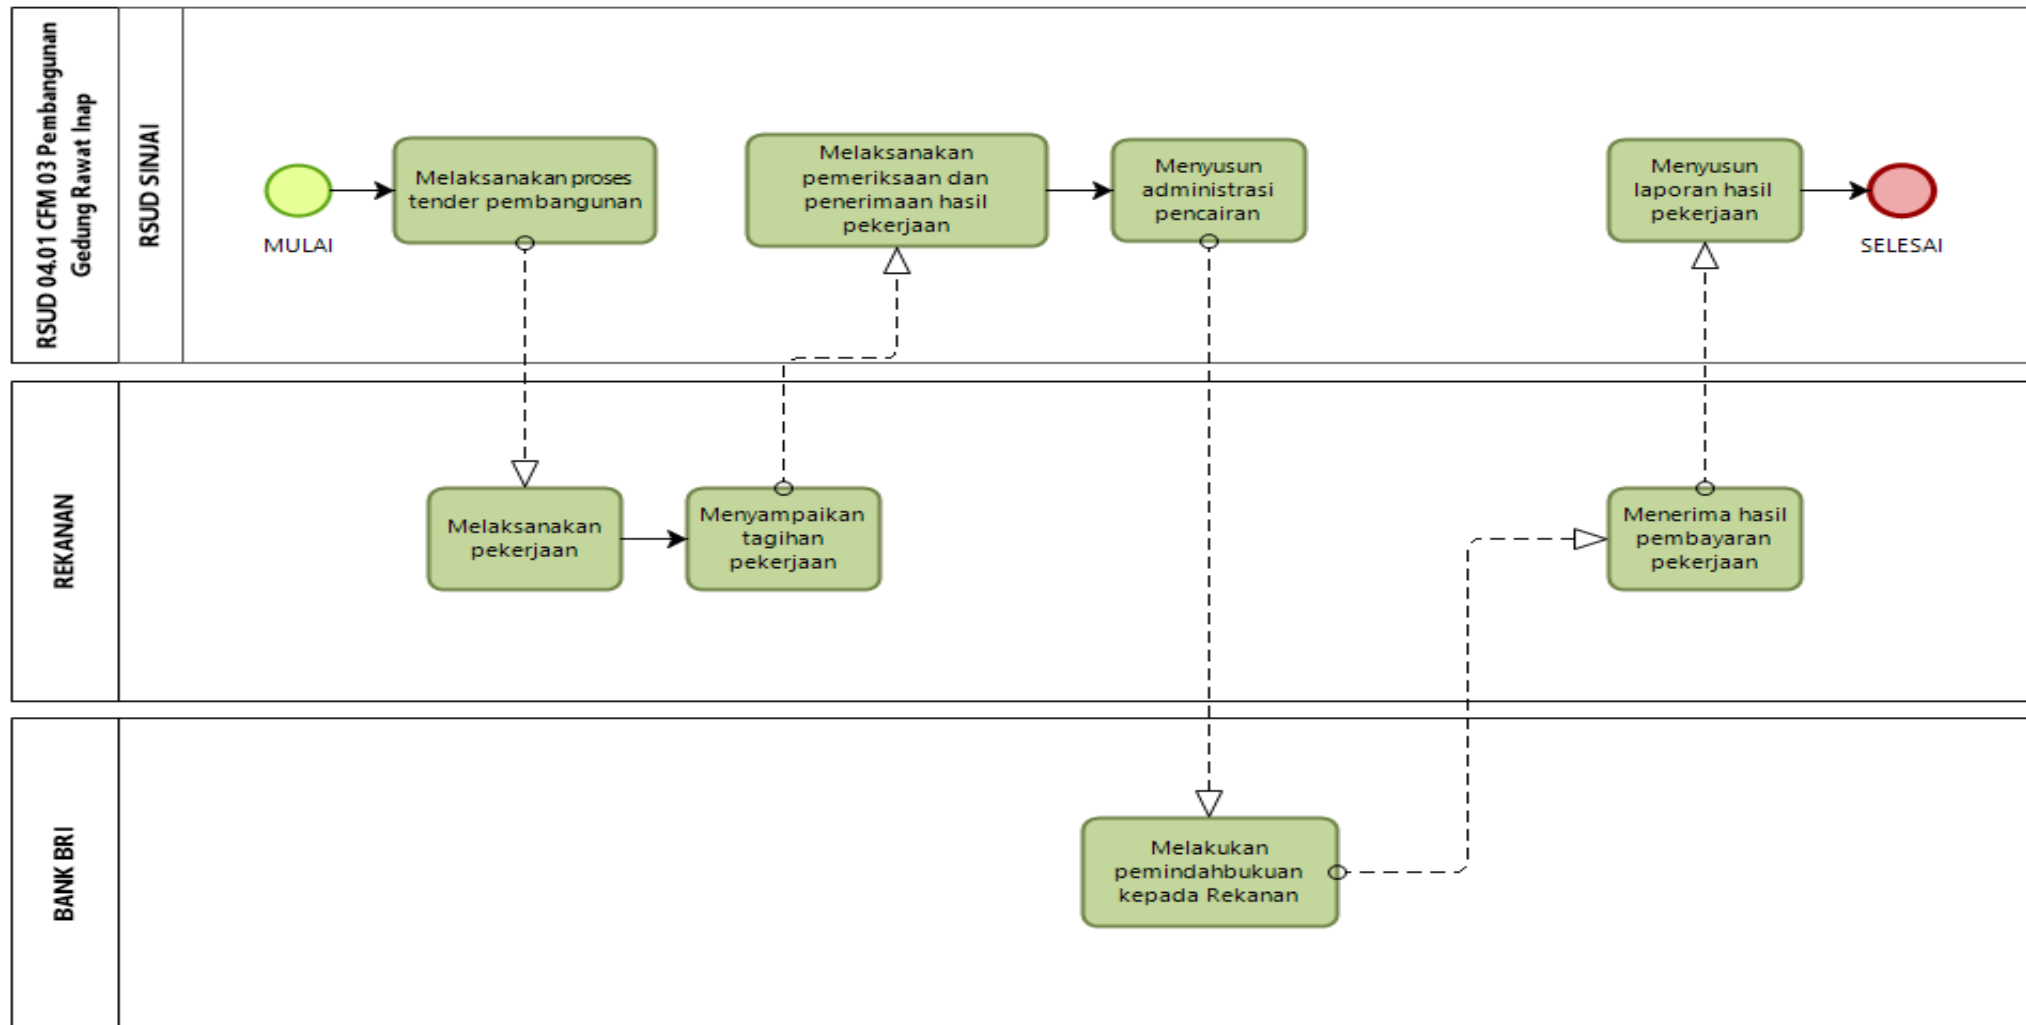 RSUD 04.01 CFM 03 Pembangunan
Gedung Rawat Inap
RSUD SINJAI
MULAI
Melaksanakan proses
tender pembangunan
Melaksanakan
pemeriksaan dan
penerimaan hasil
pekerjaan
Menyusun
administrasi
pencairan
Menyusun
laporan hasil
pekerjaan
SELESAI
REKANAN
Melaksanakan
pekerjaan
Menyampaikan
tagihan
pekerjaan
Menerima hasil
pembayaran
pekerjaan
BANK BRI
Melakukan
pemindahbukuan
kepada Rekanan